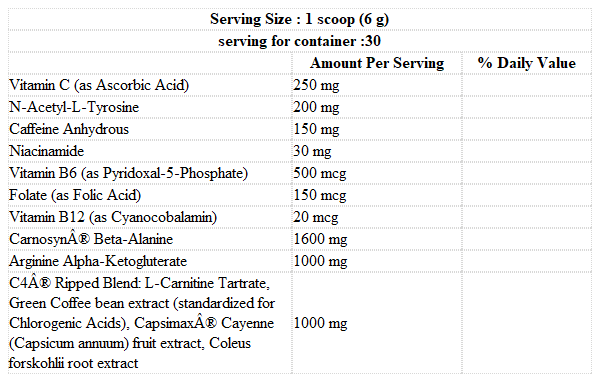 Serving Size : 1 scoop (6 g)
serving for container :30
Amount Per Serving % Daily Value
Vitamin C (as Ascorbic Acid) 250 mg
N-Acetyl-L-Tyrosine 200 mg
Caffeine Anhydrous 150 mg
Niacinamide 30 mg
Vitamin B6 (as Pyridoxal-5-Phosphate) 500 mcg
Folate (as Folic Acid) 150 mcg
Vitamin B12 (as Cyanocobalamin) 20 mcg
CarnosynÂ® Beta-Alanine 1600 mg
Arginine Alpha-Ketogluterate 1000 mg
C4Â® Ripped Blend: L-Carnitine Tartrate,
Green Coffee bean extract (standardized for
Chlorogenic Acids), CapsimaxÂ® Cayenne 1000 mg
(Capsicum annuum) fruit extract, Coleus
forskohlii root extract